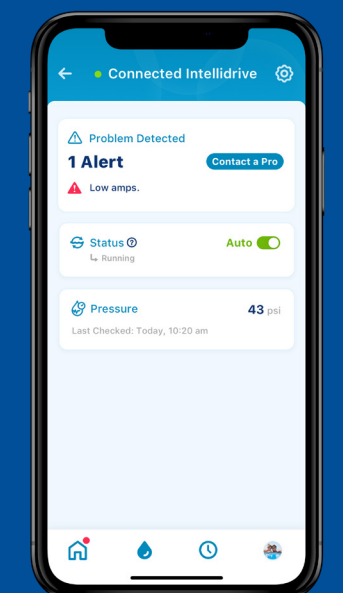 Connected Intellidrive
Problem Detected
1 Alert
Contact a Pro
Low amps.
Status
Auto
Running
Pressure
43 psi
Last Checked: Today, 10:20 am